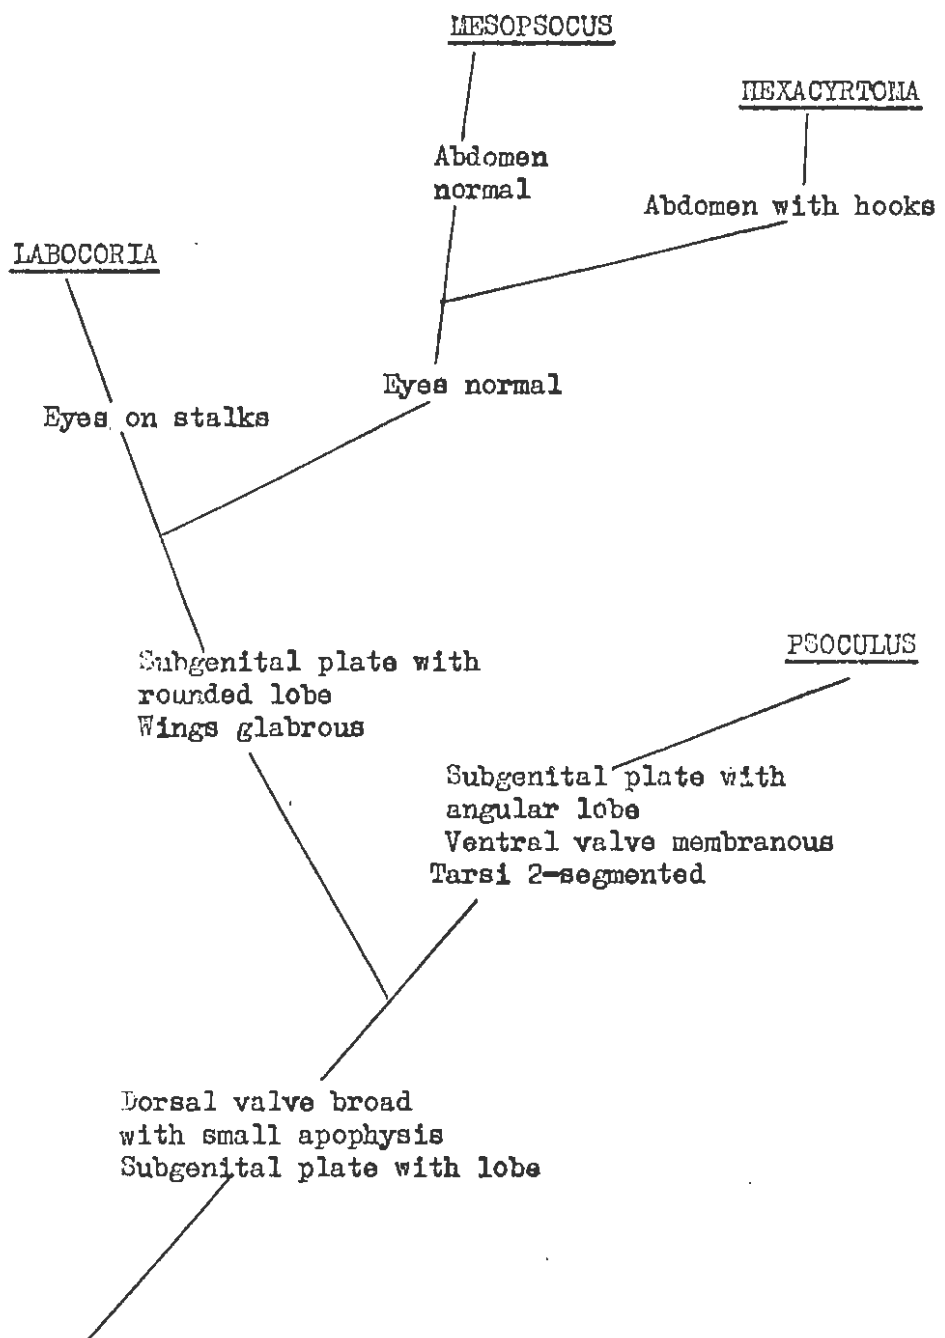 MESOPSOCUS
HEXACYRTOMA
Abdomen
normal
Abdomen with hooks
LABOCORIA
Eyes normal
Eyes on stalks
PSOCULUS
Subgenital plate with
rounded lobe
Wings glabrous
Subgenital plate with
angular lobe
Ventral valve membranous
Tarsi 2-segmented
Dorsal valve broad
with small apophysis
Subgenital plate with lobe